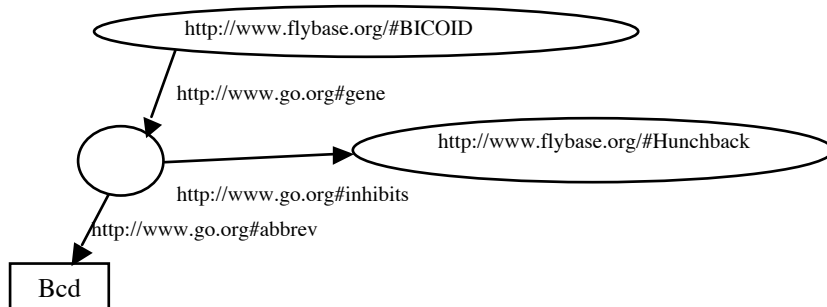 http://www.flybase.org/#BICOID
http://www.go.org#gene
http://www.flybase.org/#Hunchback
http://www.go.org#inhibits
http://www.go.org#abbrev
Bcd